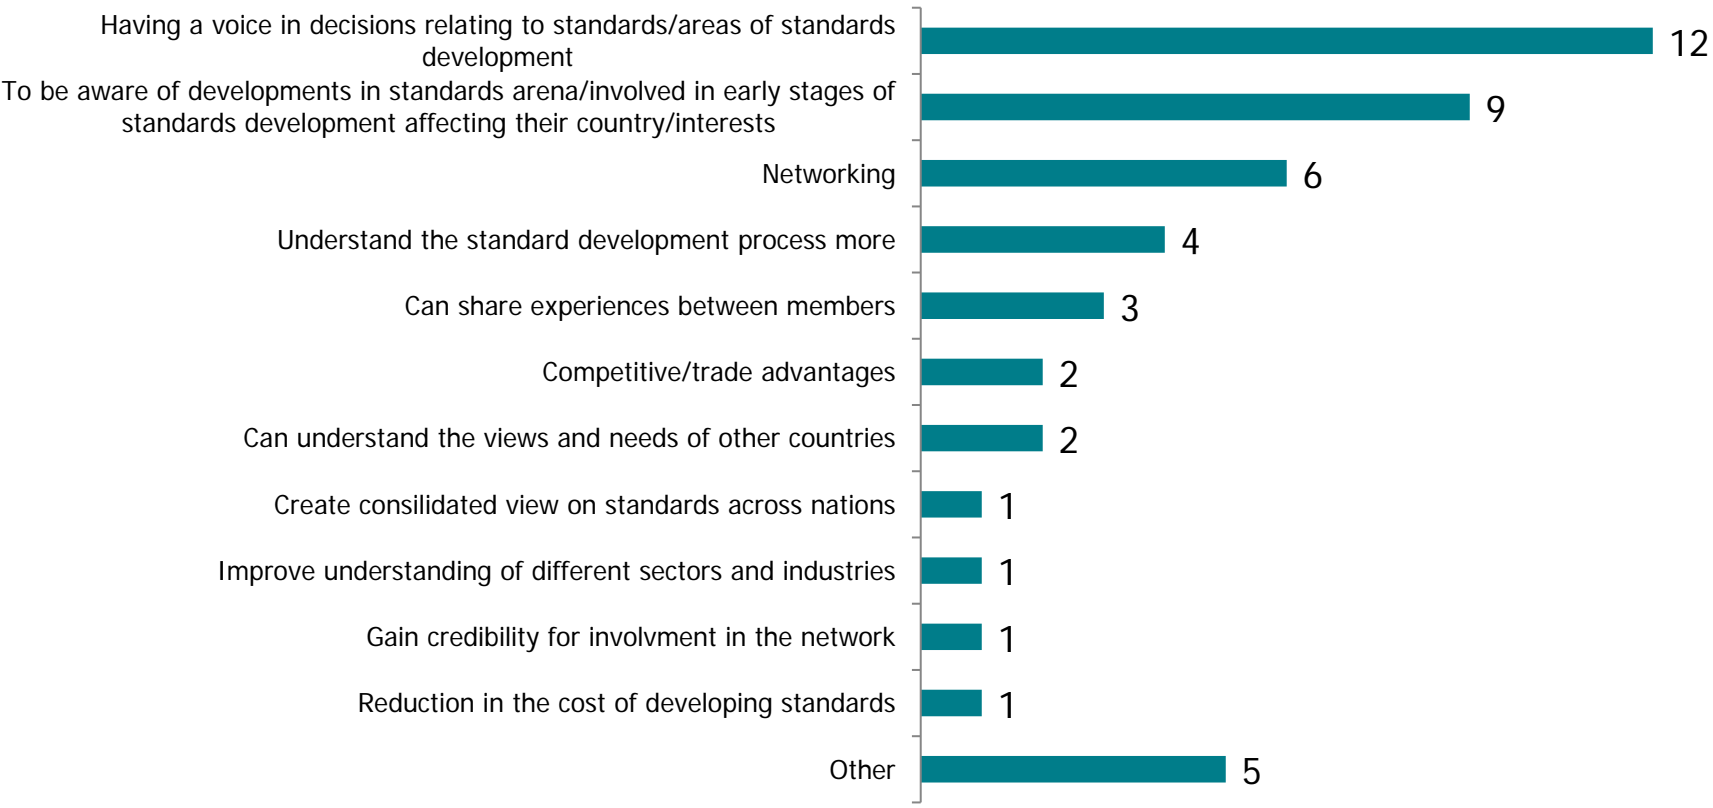 Having a voice in decisions relating to standards/areas of standards
development
12
To be aware of developments in standards arena/involved in early stages of
standards development affecting their country/interests
9
Networking
6
Understand the standard development process more
4
Can share experiences between members
3
Competitive/trade advantages
2
Can understand the views and needs of other countries
2
Create consilidated view on standards across nations
1
Improve understanding of different sectors and industries
1
Gain credibility for involvment in the network
1
Reduction in the cost of developing standards
1
Other
5